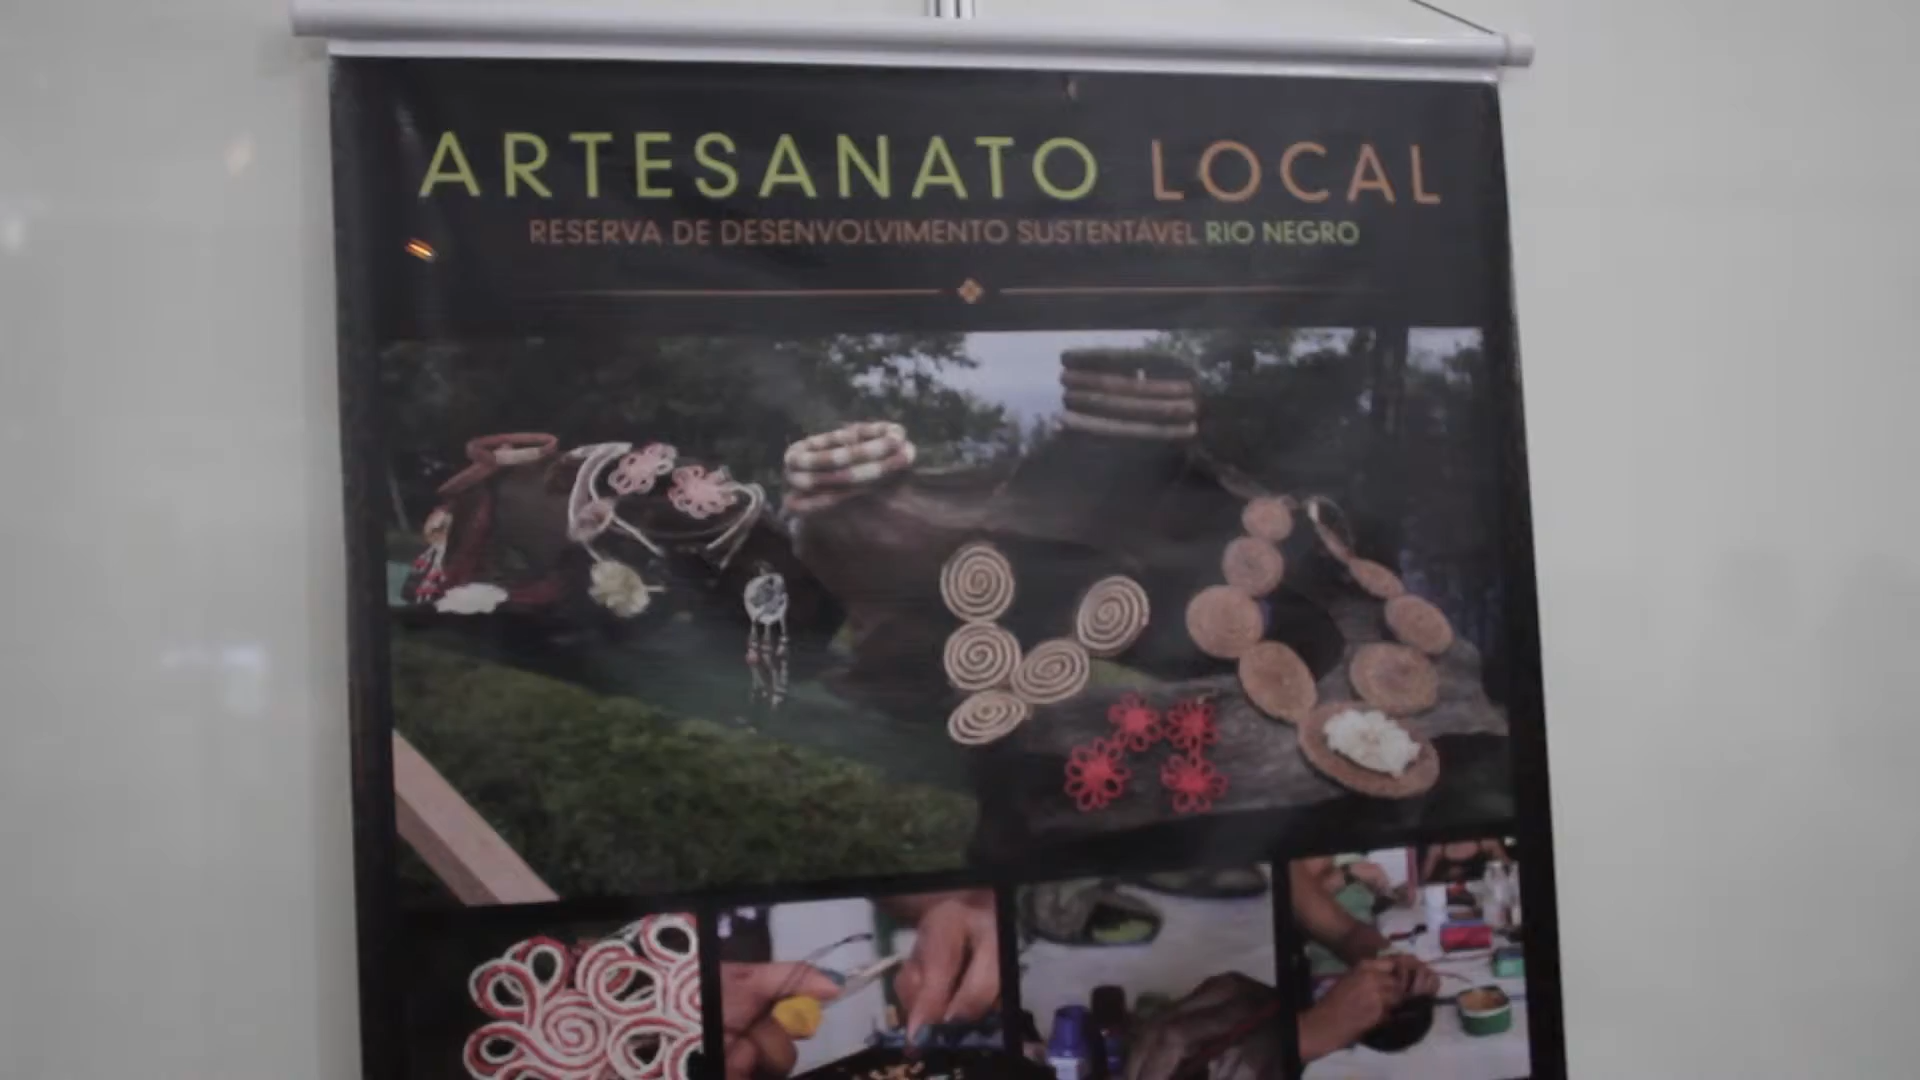 ARTESANATO LOCAL
RESERVA DE DESENVOLVIMENTO SUSTENTÁVEL RIO NEGRO